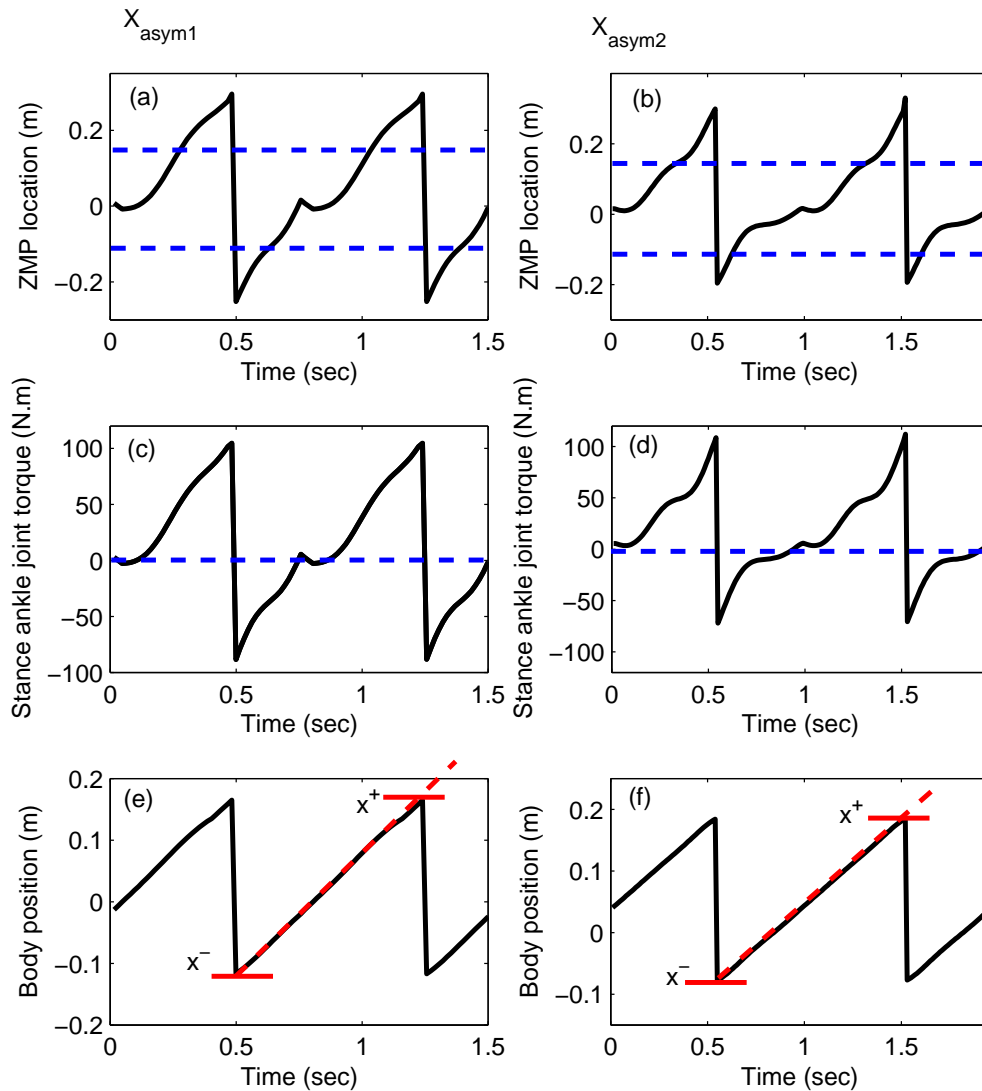 X_asym1
X_asym2
(a)
ZMP location (m)
0.2
0
−0.2
0 0.5 1 1.5
Time (sec)
(b)
ZMP location (m)
0.2
0
−0.2
0 0.5 1 1.5
Time (sec)
(c)
Stance ankle joint torque (N.m)
100
50
0
−50
−100
0 0.5 1 1.5
Time (sec)
(d)
Stance ankle joint torque (N.m)
100
50
0
−50
−100
0 0.5 1 1.5
Time (sec)
(e)
Body position (m)
0.2
0.1
0
−0.1
−0.2
x⁺
x⁻
0 0.5 1 1.5
Time (sec)
(f)
Body position (m)
0.2
0.1
0
−0.1
x⁺
x⁻
0 0.5 1 1.5
Time (sec)